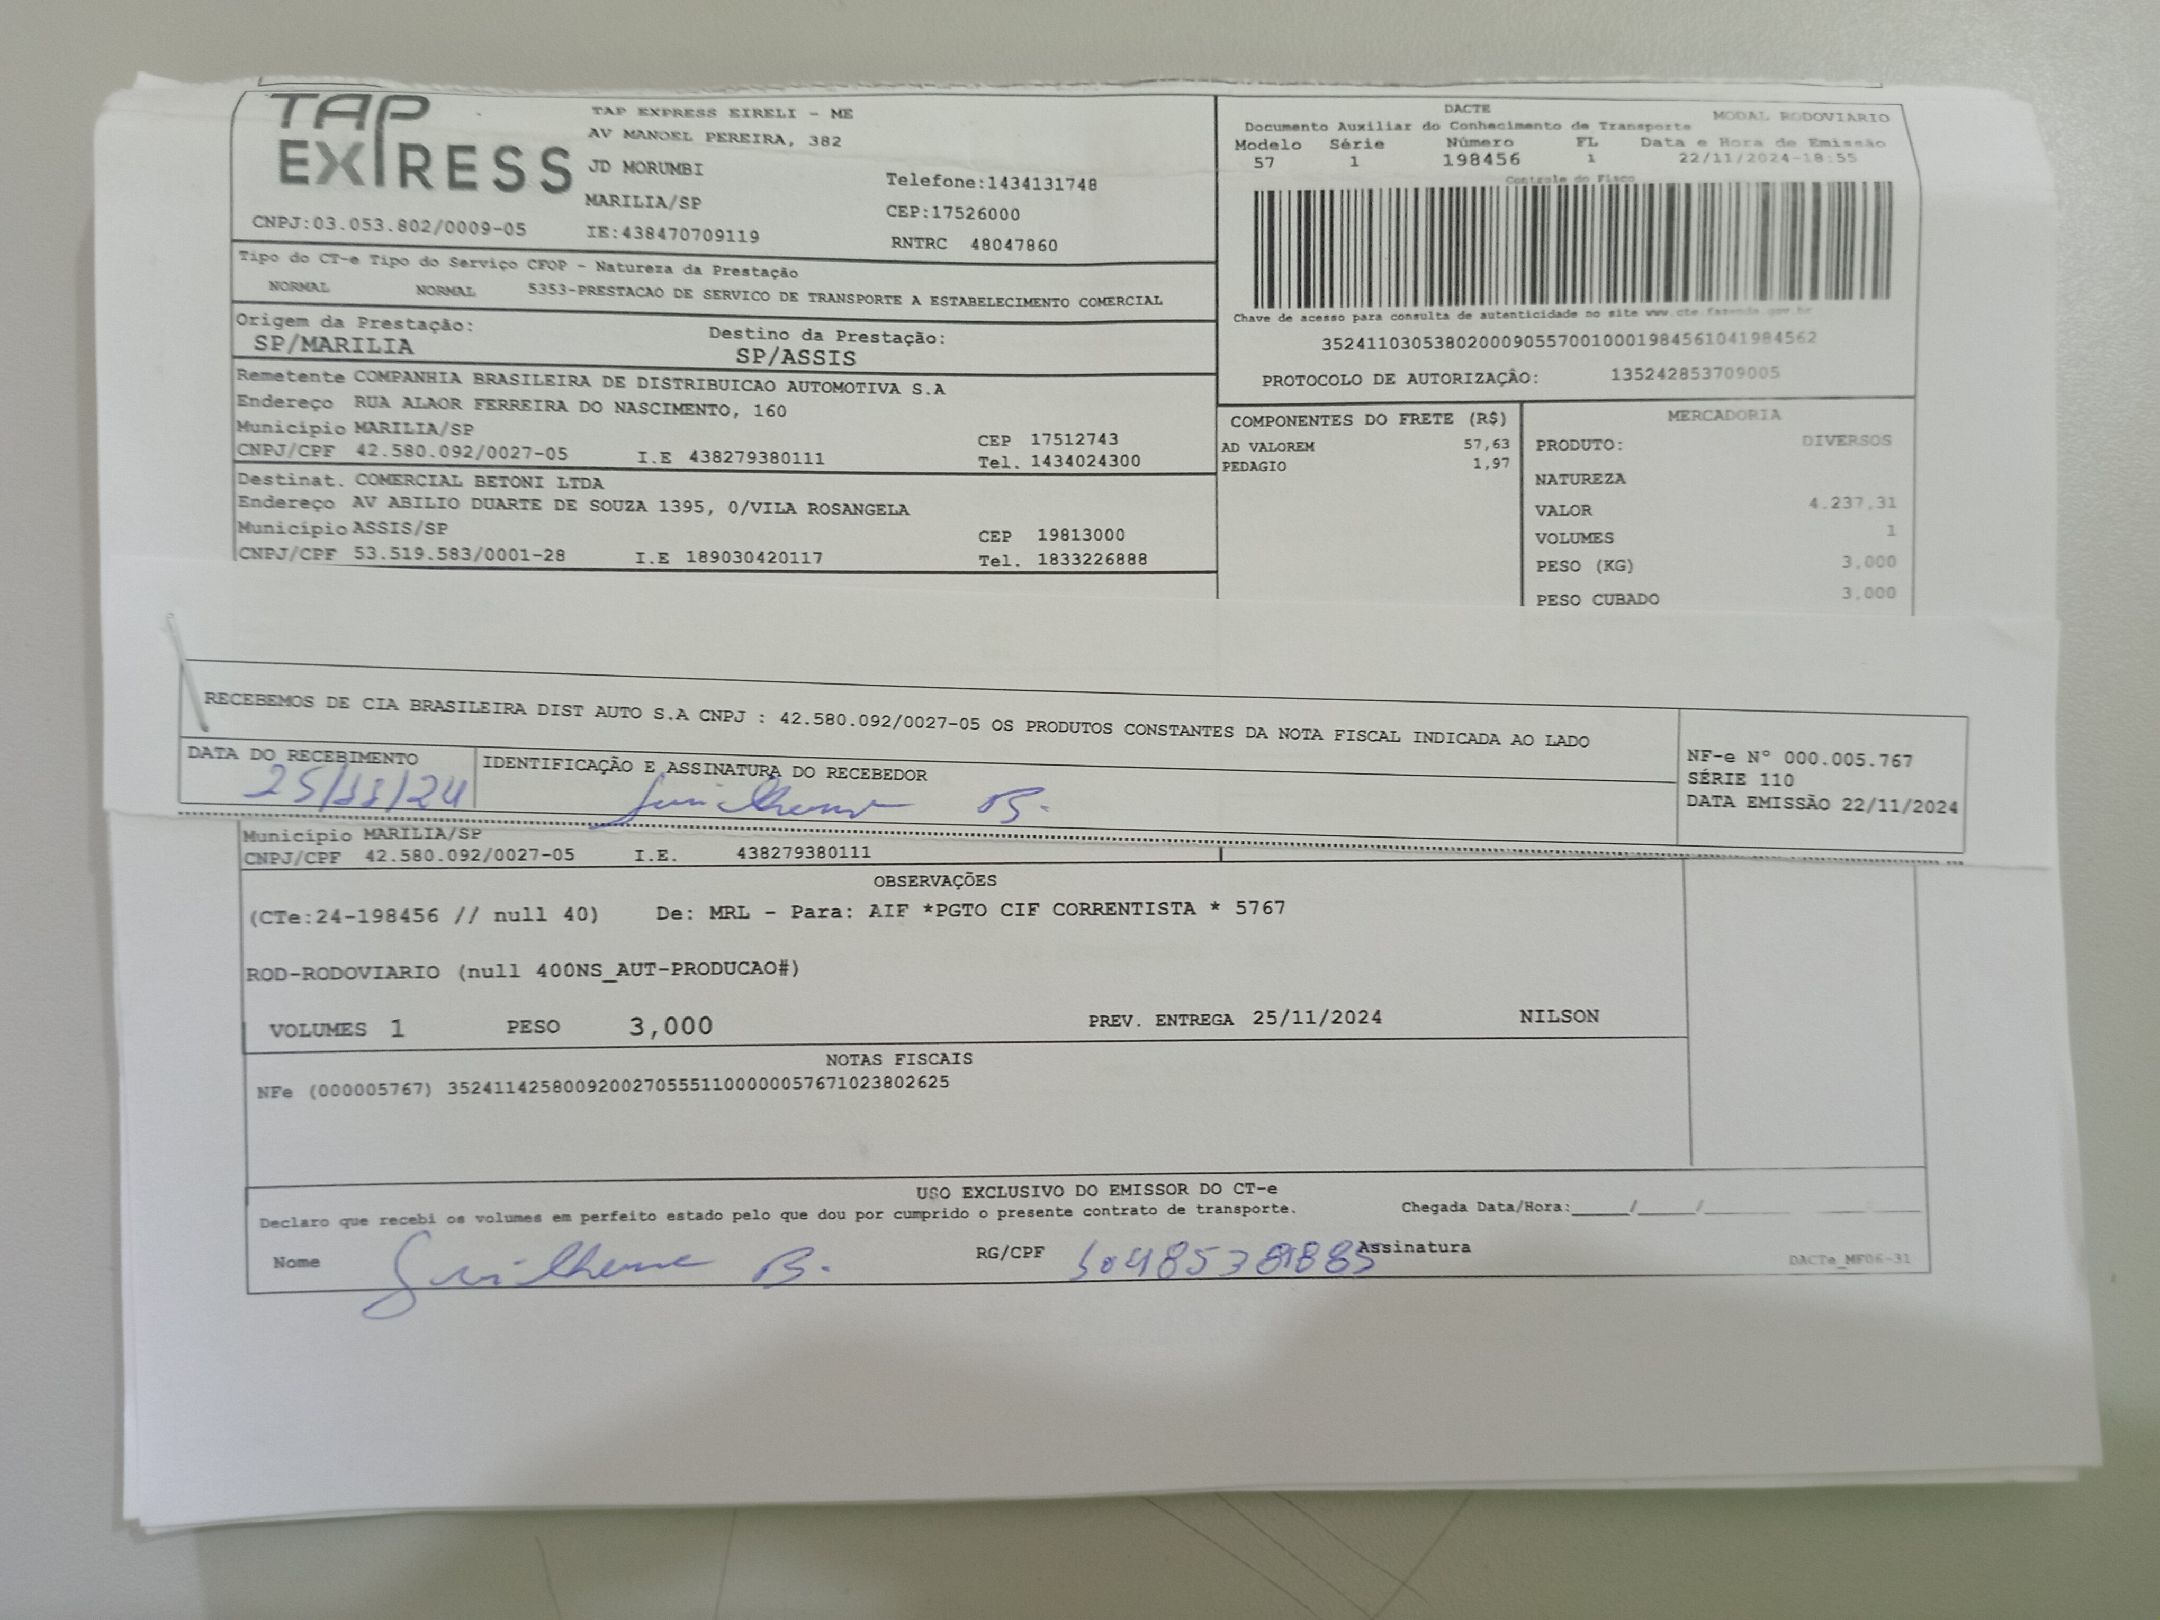 TAP EXPRESS
TAP EXPRESS EIRELI - ME
AV MANOEL PEREIRA, 382
JD MORUMBI
MARILIA/SP
Telefone:1434131748
CEP:17526000
CNPJ:03.053.802/0009-05 IE:438470709119 RNTRC 48047860
DACTE MODAL RODOVIARIO
Documento Auxiliar do Conhecimento de Transporte
Modelo Série Número FL Data e Hora de Emissão
57 1 198456 1 22/11/2024-18:55
Controle do Fisco
Chave de acesso para consulta de autenticidade no site www.cte.fazenda.gov.br
35241103053802000905570010001984561041984562
PROTOCOLO DE AUTORIZAÇÃO: 135242853709005
Tipo do CT-e Tipo do Serviço CFOP - Natureza da Prestação
NORMAL NORMAL 5353-PRESTACAO DE SERVICO DE TRANSPORTE A ESTABELECIMENTO COMERCIAL
Origem da Prestação: Destino da Prestação:
SP/MARILIA SP/ASSIS
Remetente COMPANHIA BRASILEIRA DE DISTRIBUICAO AUTOMOTIVA S.A
Endereço RUA ALAOR FERREIRA DO NASCIMENTO, 160
Município MARILIA/SP CEP 17512743
CNPJ/CPF 42.580.092/0027-05 I.E 438279380111 Tel. 1434024300
Destinat. COMERCIAL BETONI LTDA
Endereço AV ABILIO DUARTE DE SOUZA 1395, 0/VILA ROSANGELA
Município ASSIS/SP CEP 19813000
CNPJ/CPF 53.519.583/0001-28 I.E 189030420117 Tel. 1833226888
COMPONENTES DO FRETE (R$)
AD VALOREM 57,63
PEDAGIO 1,97
MERCADORIA
PRODUTO: DIVERSOS
NATUREZA
VALOR 4.237,31
VOLUMES 1
PESO (KG) 3,000
PESO CUBADO 3,000
RECEBEMOS DE CIA BRASILEIRA DIST AUTO S.A CNPJ : 42.580.092/0027-05 OS PRODUTOS CONSTANTES DA NOTA FISCAL INDICADA AO LADO
DATA DO RECEBIMENTO IDENTIFICAÇÃO E ASSINATURA DO RECEBEDOR
25/11/24 Guilherme B.
NF-e Nº 000.005.767
SÉRIE 110
DATA EMISSÃO 22/11/2024
Município MARILIA/SP
CNPJ/CPF 42.580.092/0027-05 I.E. 438279380111
OBSERVAÇÕES
(CTe:24-198456 // null 40) De: MRL - Para: AIF *PGTO CIF CORRENTISTA * 5767
ROD-RODOVIARIO (null 400NS_AUT-PRODUCAO#)
VOLUMES 1 PESO 3,000 PREV. ENTREGA 25/11/2024 NILSON
NOTAS FISCAIS
NFe (000005767) 35241142580092002705551100000057671023802625
USO EXCLUSIVO DO EMISSOR DO CT-e
Declaro que recebi os volumes em perfeito estado pelo que dou por cumprido o presente contrato de transporte. Chegada Data/Hora:____/____/______
Nome Guilherme B. RG/CPF Assinatura
DACTe_MF06-31